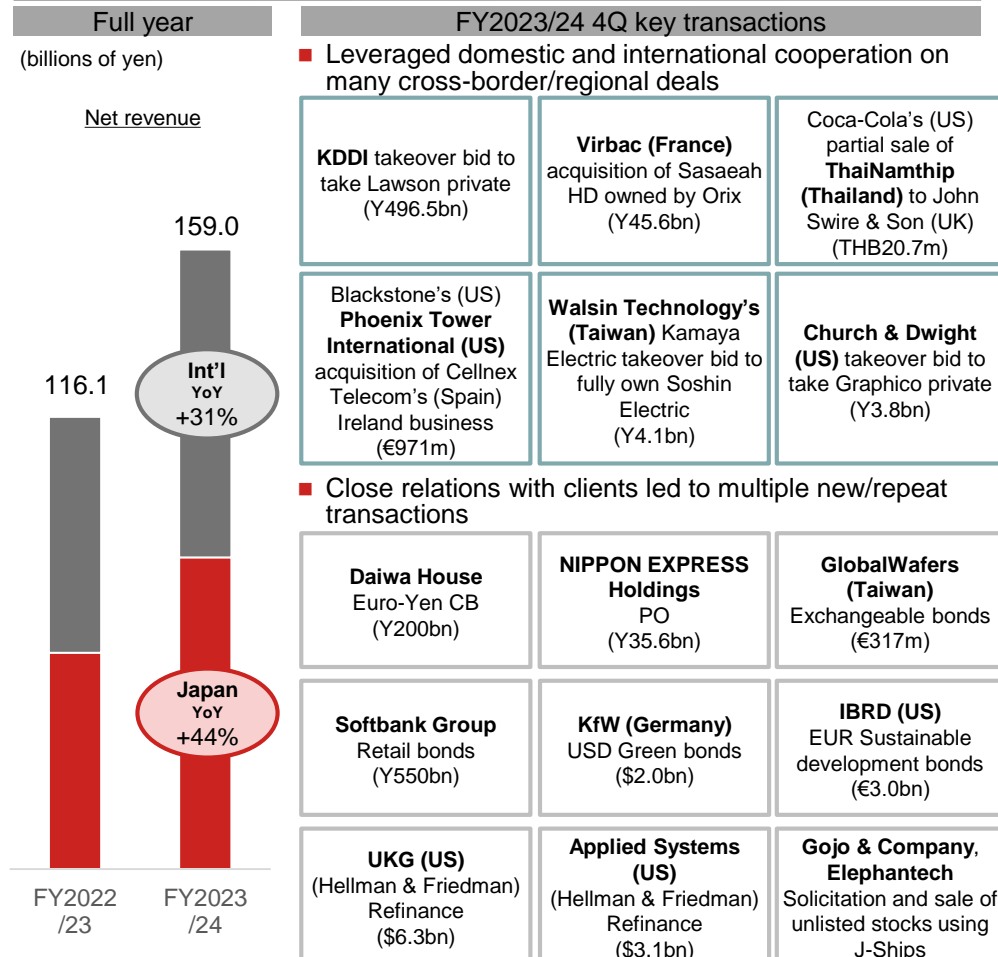 Full year
(billions of yen)
Net revenue
116.1
159.0
Int'l
YoY
+31%
Japan
YoY
+44%
FY2022
/23
FY2023
/24
FY2023/24 4Q key transactions
■ Leveraged domestic and international cooperation on
many cross-border/regional deals
KDDI takeover bid to
take Lawson private
(Y496.5bn)
Virbac (France)
acquisition of Sasaeah
HD owned by Orix
(Y45.6bn)
Coca-Cola's (US)
partial sale of
ThaiNamthip
(Thailand) to John
Swire & Son (UK)
(THB20.7m)
Blackstone's (US)
Phoenix Tower
International (US)
acquisition of Cellnex
Telecom's (Spain)
Ireland business
(€971m)
Walsin Technology's
(Taiwan) Kamaya
Electric takeover bid to
fully own Soshin
Electric
(Y4.1bn)
Church & Dwight
(US) takeover bid to
take Graphico private
(Y3.8bn)
■ Close relations with clients led to multiple new/repeat
transactions
Daiwa House
Euro-Yen CB
(Y200bn)
NIPPON EXPRESS
Holdings
PO
(Y35.6bn)
GlobalWafers
(Taiwan)
Exchangeable bonds
(€317m)
Softbank Group
Retail bonds
(Y550bn)
KfW (Germany)
USD Green bonds
($2.0bn)
IBRD (US)
EUR Sustainable
development bonds
(€3.0bn)
UKG (US)
(Hellman & Friedman)
Refinance
($6.3bn)
Applied Systems
(US)
(Hellman & Friedman)
Refinance
($3.1bn)
Gojo & Company,
Elephantech
Solicitation and sale of
unlisted stocks using
J-Ships